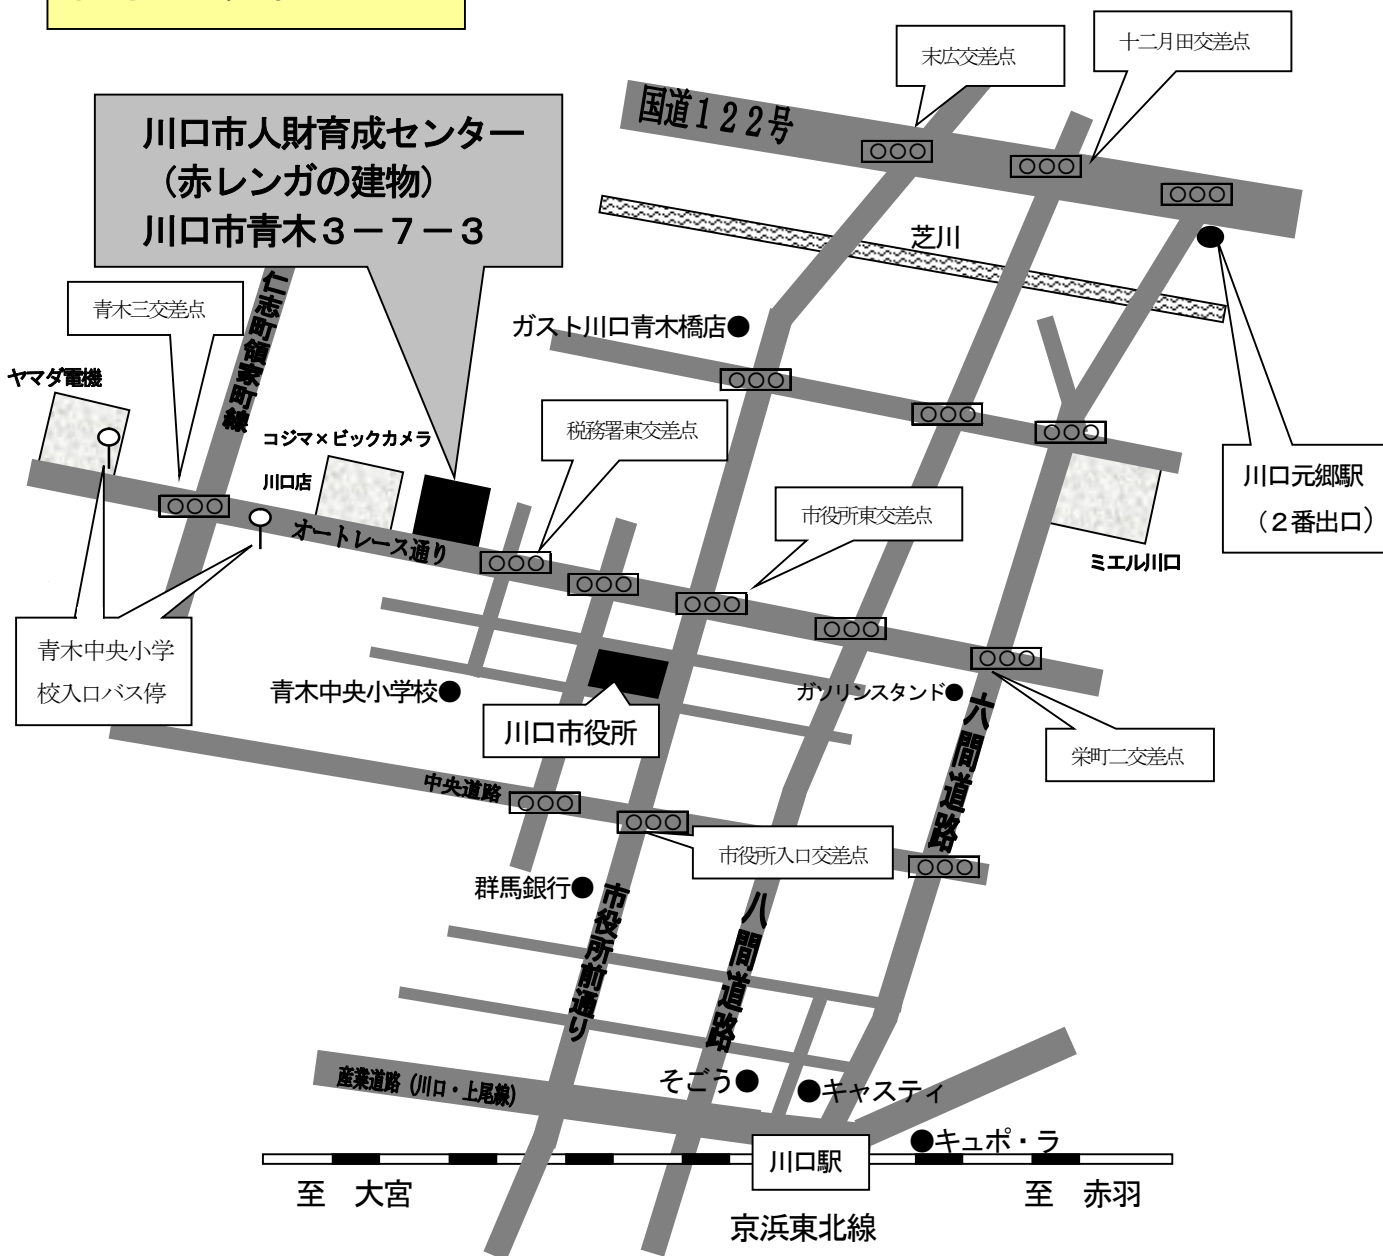 末広交差点
十二月田交差点
国道１２２号
川口市人財育成センター
（赤レンガの建物）
川口市青木３－７－３
芝川
仁志町領家町線
青木三交差点
ガスト川口青木橋店
ヤマダ電機
税務署東交差点
コジマ×ビックカメラ
川口店
川口元郷駅
（２番出口）
市役所東交差点
オートレース通り
ミエル川口
青木中央小学
校入口バス停
青木中央小学校
ガソリンスタンド
六間道路
川口市役所
栄町二交差点
中央道路
市役所入口交差点
群馬銀行
市役所前通り
八間道路
産業道路（川口・上尾線）
そごう
キャスティ
キュポ・ラ
川口駅
至　大宮
至　赤羽
京浜東北線